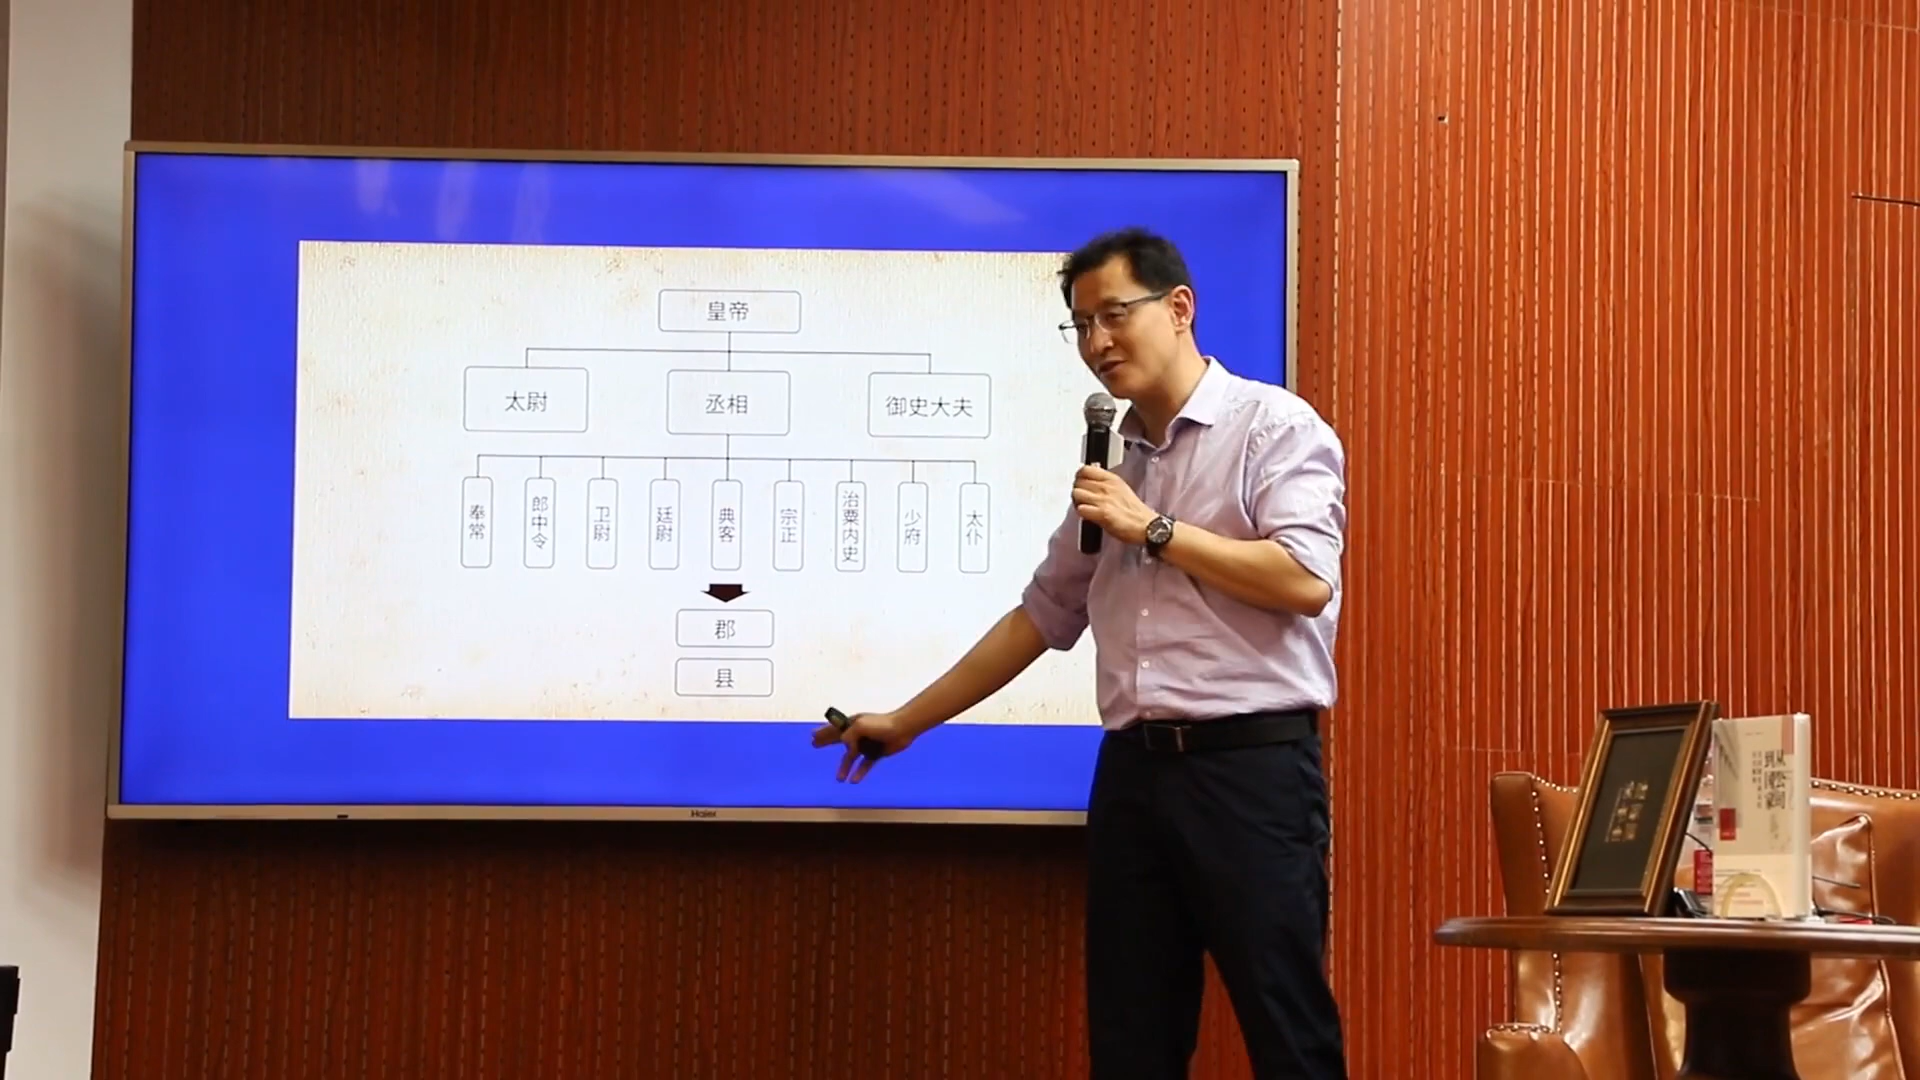 皇帝
太尉
丞相
御史大夫
奉常
郎中令
卫尉
廷尉
典客
宗正
治粟内史
少府
太仆
郡
县
Haier